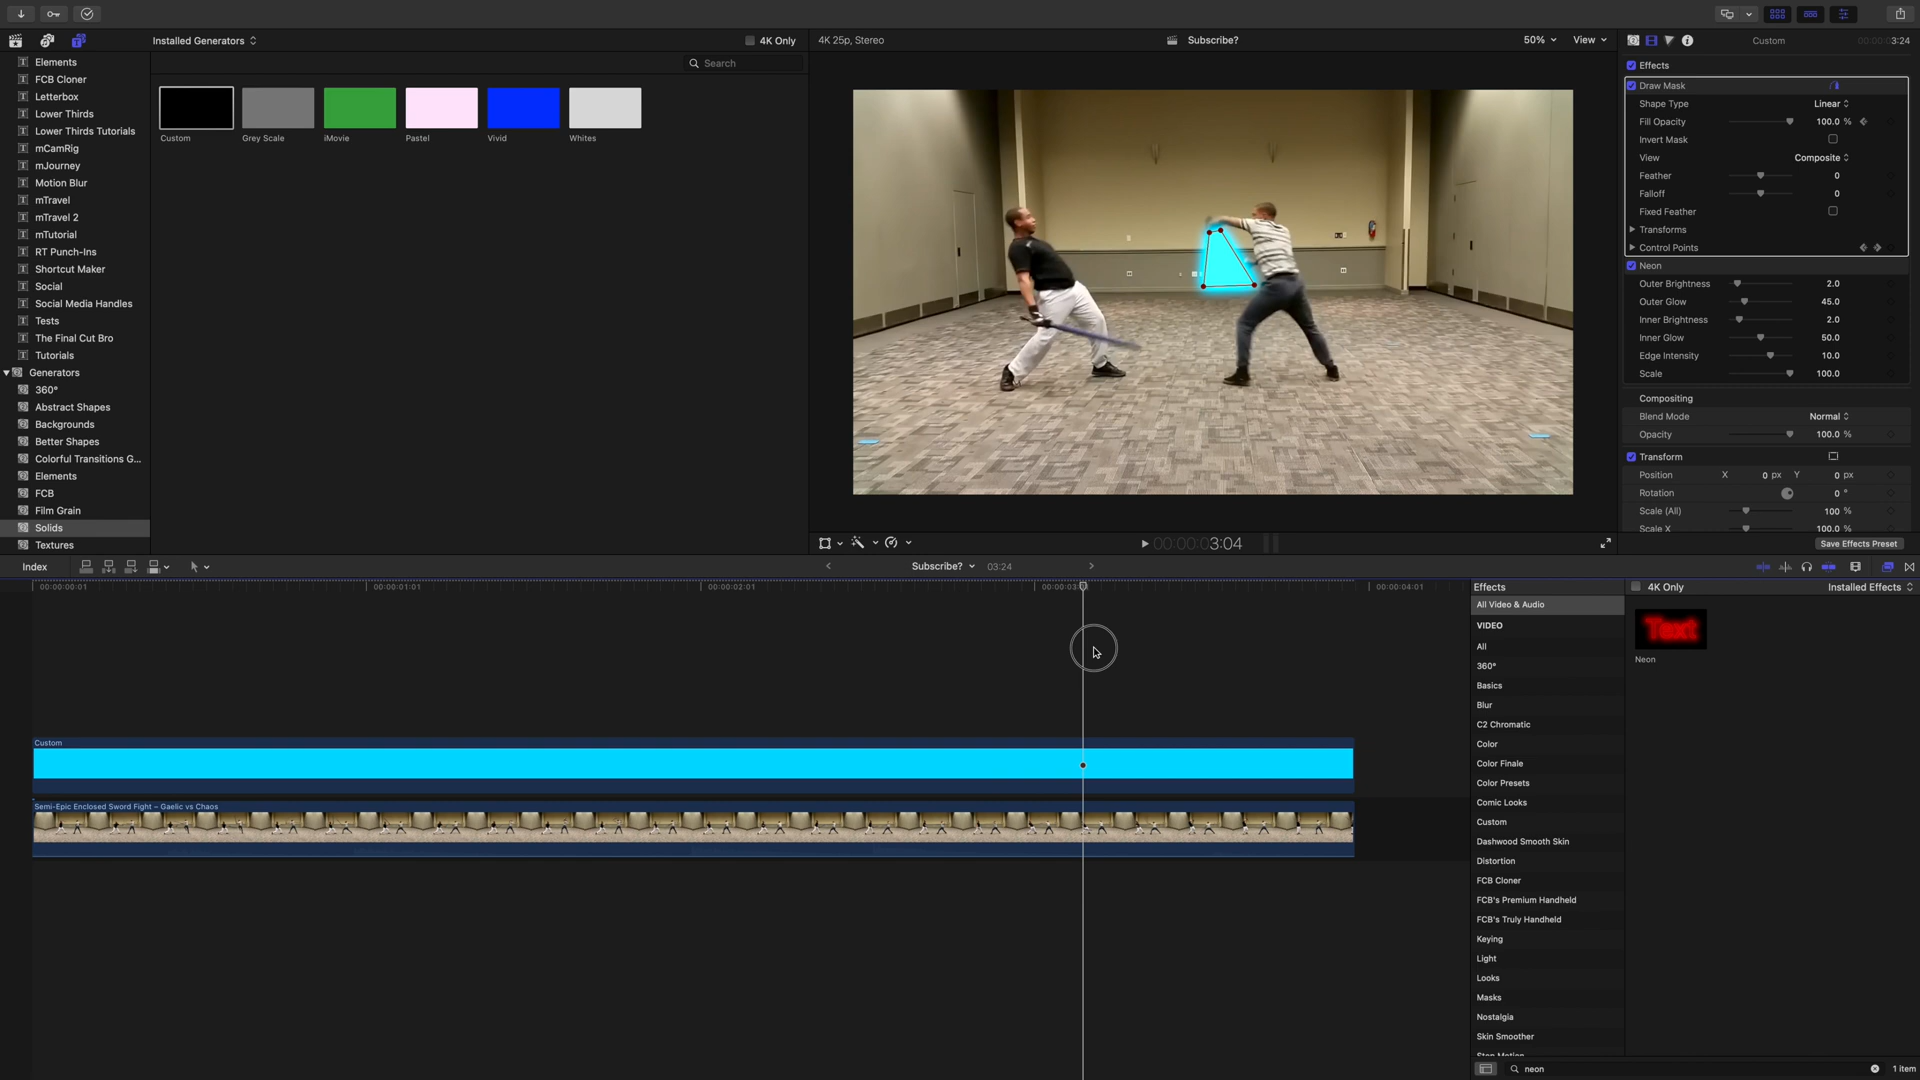 Installed Generators
4K Only
4K 25p, Stereo
Subscribe?
50%
View
Custom
3:24
Elements
FCB Cloner
Letterbox
Lower Thirds
Lower Thirds Tutorials
mCamRig
mJourney
Motion Blur
mTravel
mTravel 2
mTutorial
RT Punch-Ins
Shortcut Maker
Social
Social Media Handles
Tests
The Final Cut Bro
Tutorials
Generators
360°
Abstract Shapes
Backgrounds
Better Shapes
Colorful Transitions G...
Elements
FCB
Film Grain
Solids
Textures
Search
Custom
Grey Scale
iMovie
Pastel
Vivid
Whites
Effects
Draw Mask
Shape Type Linear
Fill Opacity 100.0 %
Invert Mask
View Composite
Feather 0
Falloff 0
Fixed Feather
Transforms
Control Points
Neon
Outer Brightness 2.0
Outer Glow 45.0
Inner Brightness 2.0
Inner Glow 50.0
Edge Intensity 10.0
Scale 100.0
Compositing
Blend Mode Normal
Opacity 100.0 %
Transform
Position X 0 px Y 0 px
Rotation 0 °
Scale (All) 100 %
Scale X 100.0 %
Save Effects Preset
00:00:00:03:04
Index
Subscribe?
03:24
00:00:00:01
00:00:01:01
00:00:02:01
00:00:04:01
Custom
Semi-Epic Enclosed Sword Fight – Gaelic vs Chaos
Effects
4K Only
Installed Effects
All Video & Audio
VIDEO
All
360°
Basics
Blur
C2 Chromatic
Color
Color Finale
Color Presets
Comic Looks
Custom
Dashwood Smooth Skin
Distortion
FCB Cloner
FCB's Premium Handheld
FCB's Truly Handheld
Keying
Light
Looks
Masks
Nostalgia
Skin Smoother
Stop Motion
Text
Neon
neon
1 item